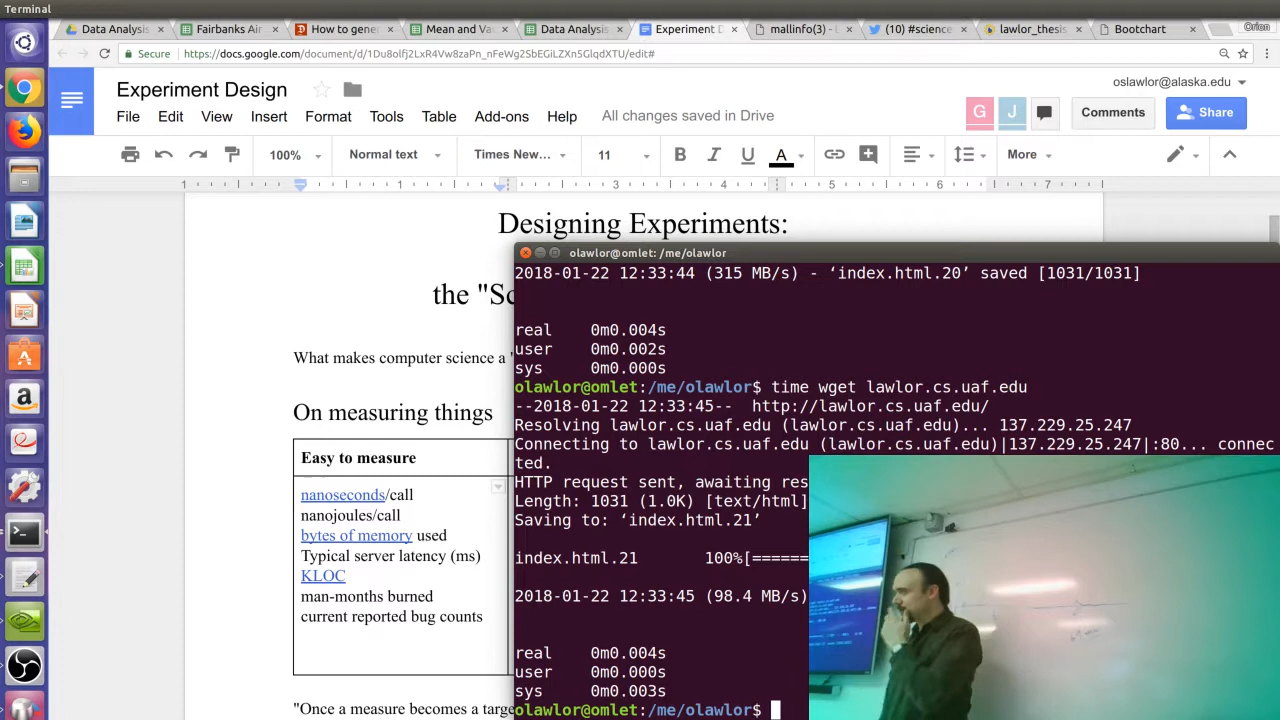 Terminal
Data Analysis
Fairbanks Air
How to gene
Mean and Va
Data Analysis
Experiment D
mallinfo(3) - L
(10) #science
lawlor_thesis
Bootchart
Orion
Secure
https://docs.google.com/document/d/1Du8olfj2LxR4Vw8zaPn_nFeWg2SbEGiLZXn5GlqdXTU/edit#
Experiment Design
oslawlor@alaska.edu
File Edit View Insert Format Tools Table Add-ons Help All changes saved in Drive
G J Comments Share
100% Normal text Times New... 11 B I U A More
1 1 2 3 4 5 6 7
Designing Experiments:
the "Sc
What makes computer science a "
On measuring things
Easy to measure
nanoseconds/call
nanojoules/call
bytes of memory used
Typical server latency (ms)
KLOC
man-months burned
current reported bug counts
"Once a measure becomes a targe
olawlor@omlet: /me/olawlor
2018-01-22 12:33:44 (315 MB/s) - ‘index.html.20’ saved [1031/1031]
real 0m0.004s
user 0m0.002s
sys 0m0.000s
olawlor@omlet:/me/olawlor$ time wget lawlor.cs.uaf.edu
--2018-01-22 12:33:45-- http://lawlor.cs.uaf.edu/
Resolving lawlor.cs.uaf.edu (lawlor.cs.uaf.edu)... 137.229.25.247
Connecting to lawlor.cs.uaf.edu (lawlor.cs.uaf.edu)|137.229.25.247|:80... connec
ted.
HTTP request sent, awaiting res
Length: 1031 (1.0K) [text/html]
Saving to: ‘index.html.21’
index.html.21 100%[======
2018-01-22 12:33:45 (98.4 MB/s)
real 0m0.004s
user 0m0.000s
sys 0m0.003s
olawlor@omlet:/me/olawlor$